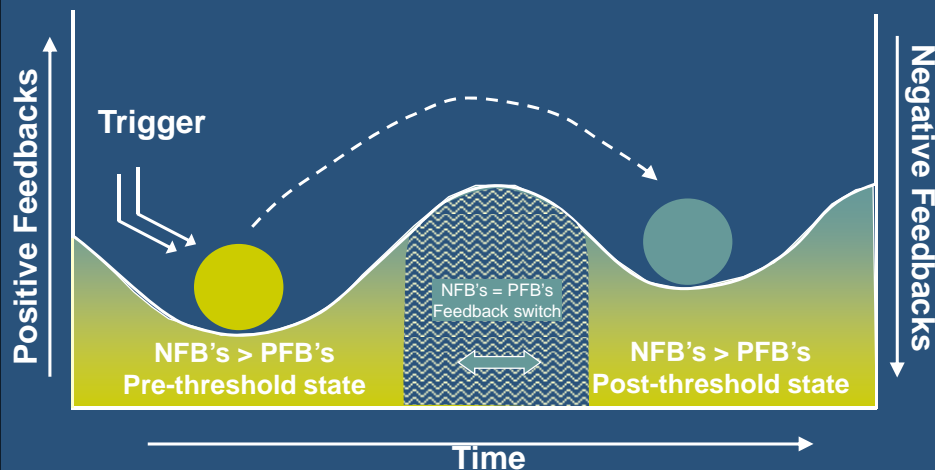 Positive Feedbacks
Trigger
NFB's = PFB's
Feedback switch
NFB's > PFB's
Pre-threshold state
NFB's > PFB's
Post-threshold state
Negative Feedbacks
Time